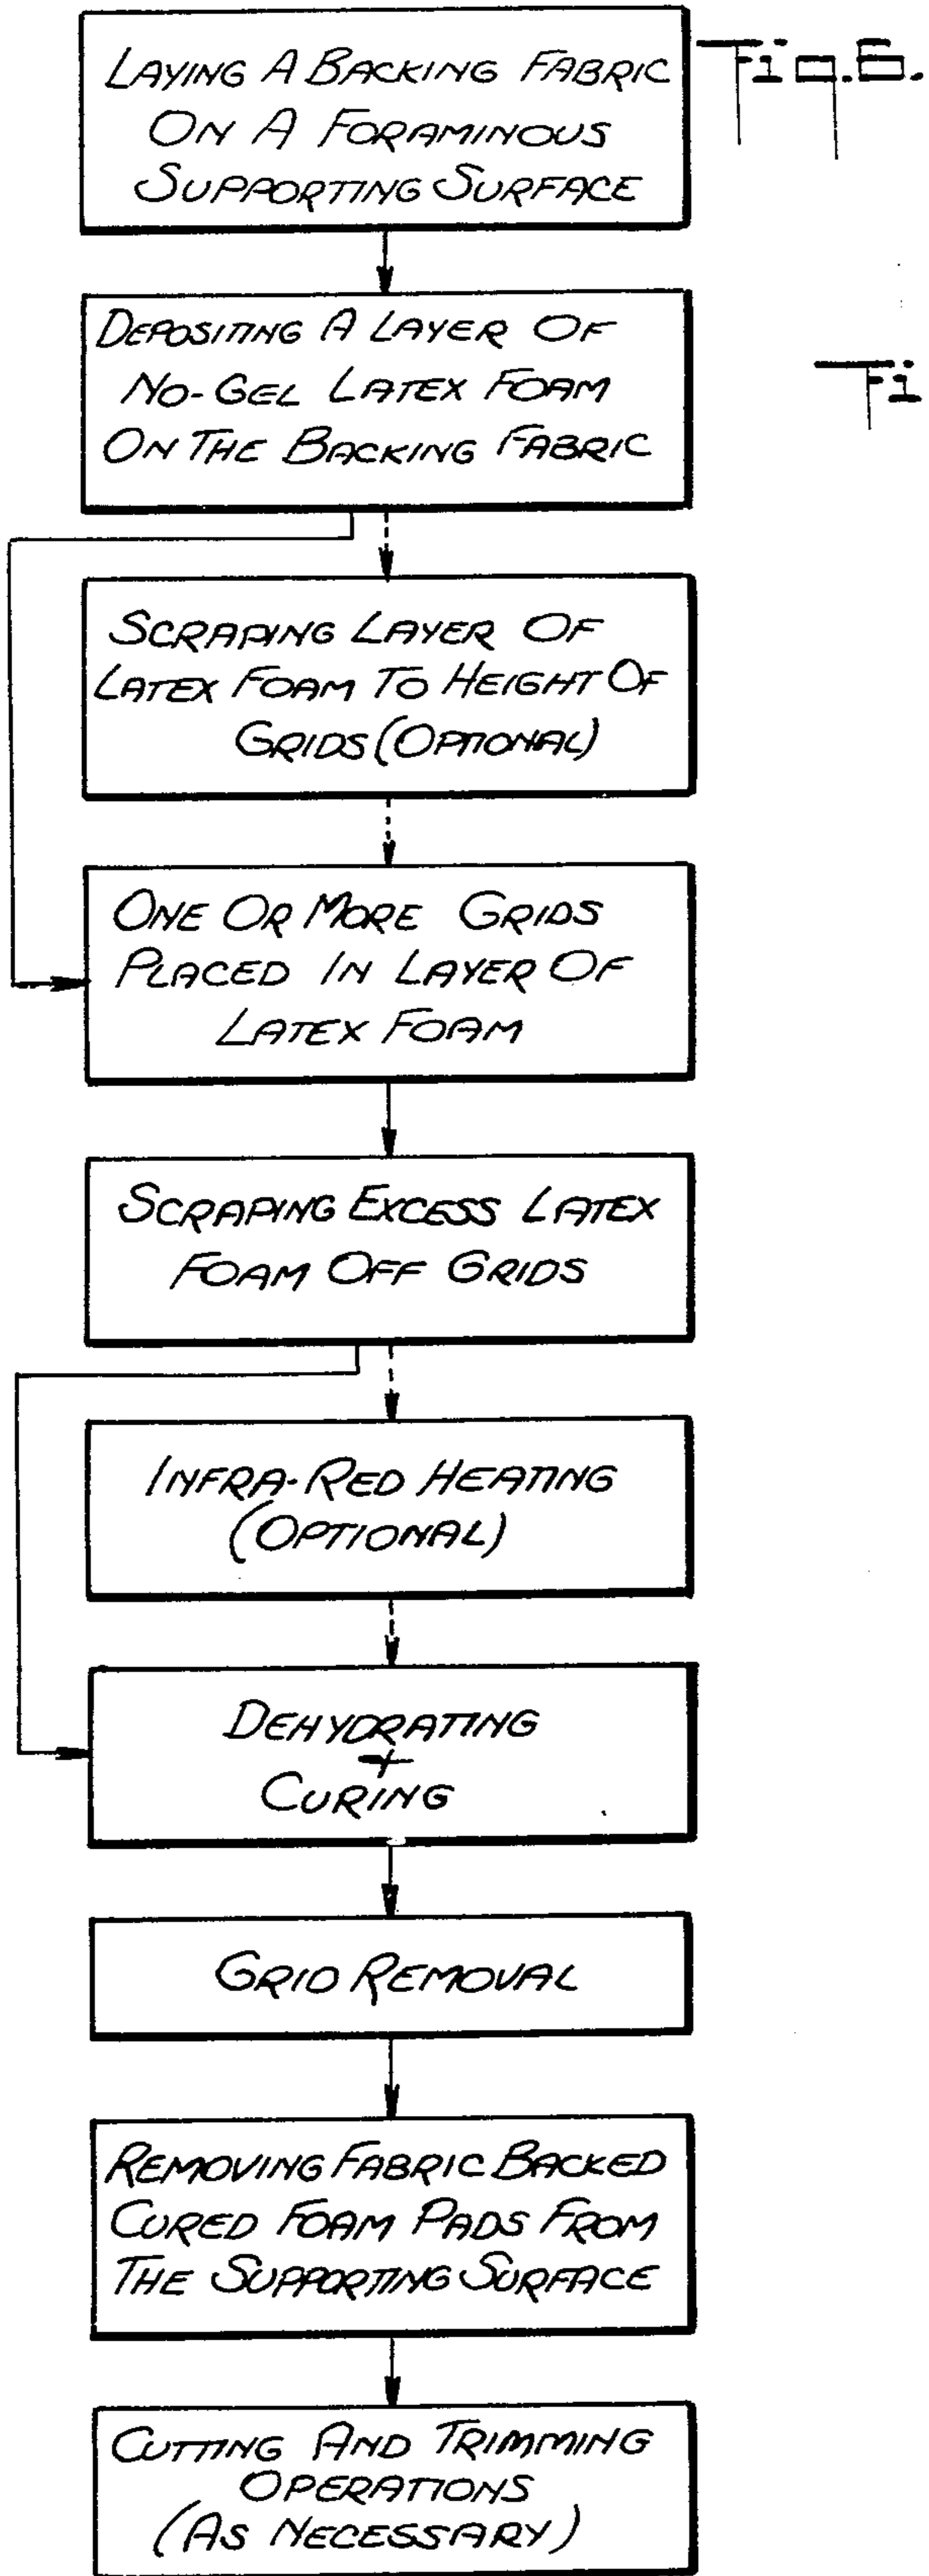 Fig. 6.
LAYING A BACKING FABRIC
ON A FORAMINOUS
SUPPORTING SURFACE
DEPOSITING A LAYER OF
NO-GEL LATEX FOAM
ON THE BACKING FABRIC
Fi
SCRAPING LAYER OF
LATEX FOAM TO HEIGHT OF
GRIDS (OPTIONAL)
ONE OR MORE GRIDS
PLACED IN LAYER OF
LATEX FOAM
SCRAPING EXCESS LATEX
FOAM OFF GRIDS
INFRA-RED HEATING
(OPTIONAL)
DEHYDRATING
+
CURING
GRID REMOVAL
REMOVING FABRIC BACKED
CURED FOAM PADS FROM
THE SUPPORTING SURFACE
CUTTING AND TRIMMING
OPERATIONS
(AS NECESSARY)